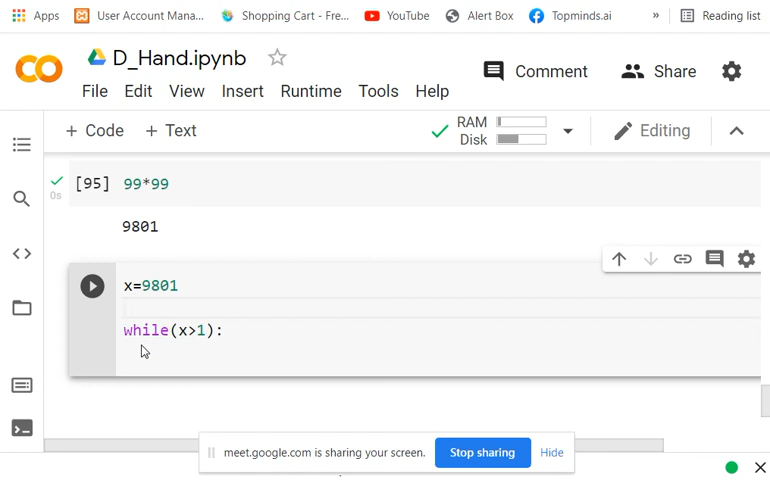 Apps User Account Mana... Shopping Cart - Fre... YouTube Alert Box Topminds.ai » Reading list
CO D_Hand.ipynb
Comment Share
File Edit View Insert Runtime Tools Help
+ Code + Text RAM Disk Editing
[95] 99*99
0s
9801
x=9801
while(x>1):
meet.google.com is sharing your screen. Stop sharing Hide